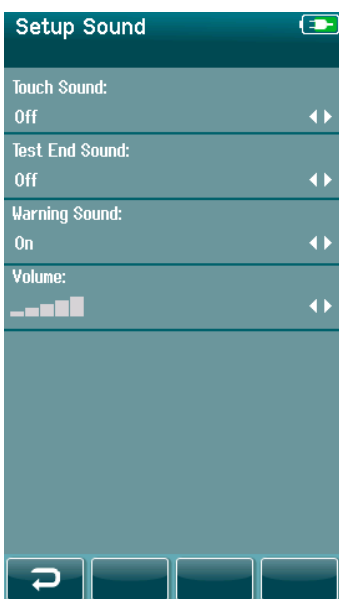 Setup Sound
Touch Sound:
Off
Test End Sound:
Off
Warning Sound:
On
Volume: